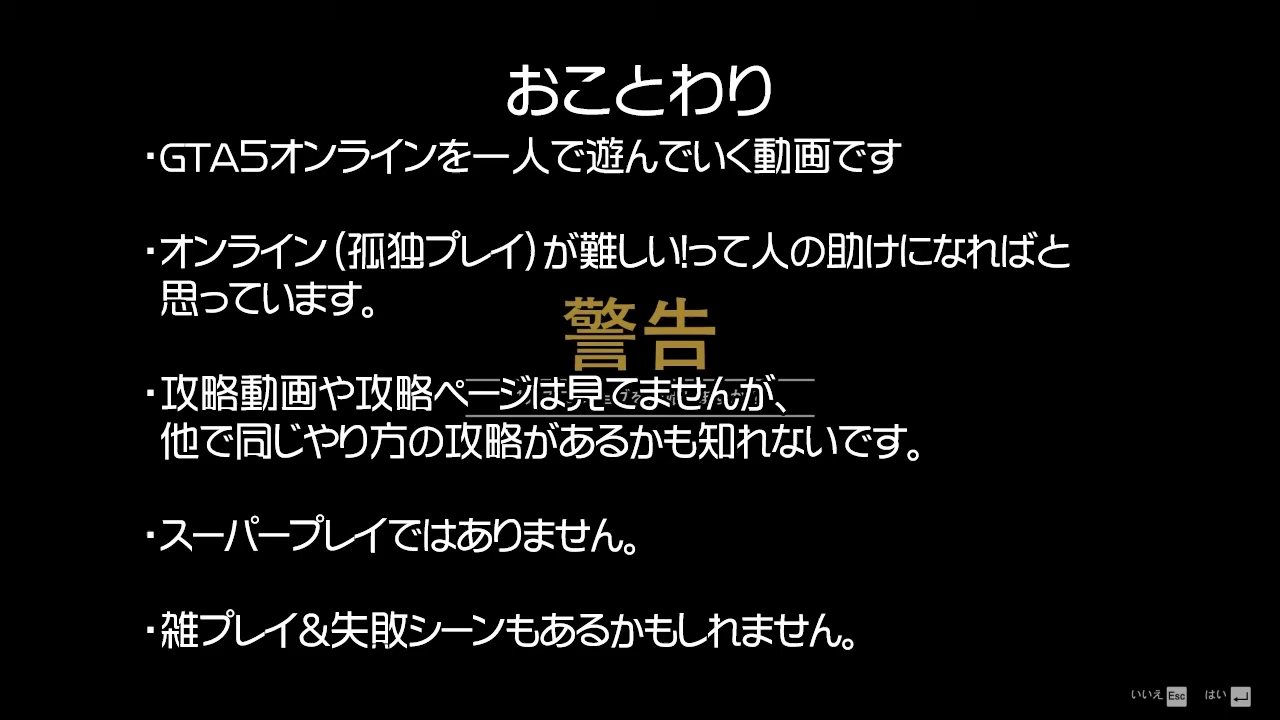 おことわり
・GTA5オンラインを一人で遊んでいく動画です
・オンライン(孤独プレイ)が難しい!って人の助けになればと
思っています。
警告
・攻略動画や攻略ページは見てませんが、
他で同じやり方の攻略があるかも知れないです。
・スーパープレイではありません。
・雑プレイ&失敗シーンもあるかもしれません。
いいえ Esc はい